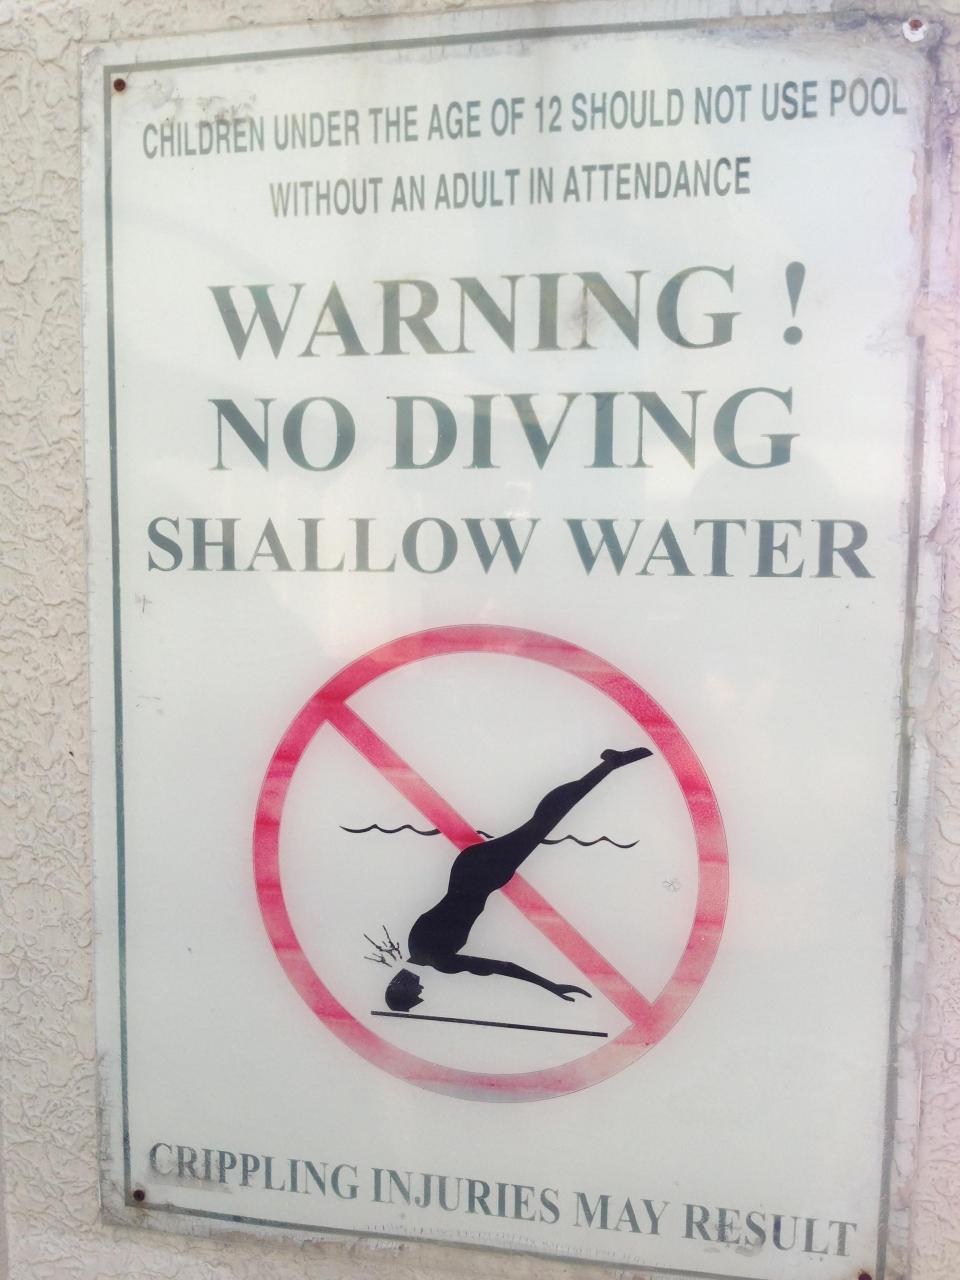 CHILDREN UNDER THE AGE OF 12 SHOULD NOT USE POOL
WITHOUT AN ADULT IN ATTENDANCE
WARNING !
NO DIVING
SHALLOW WATER
CRIPPLING INJURIES MAY RESULT